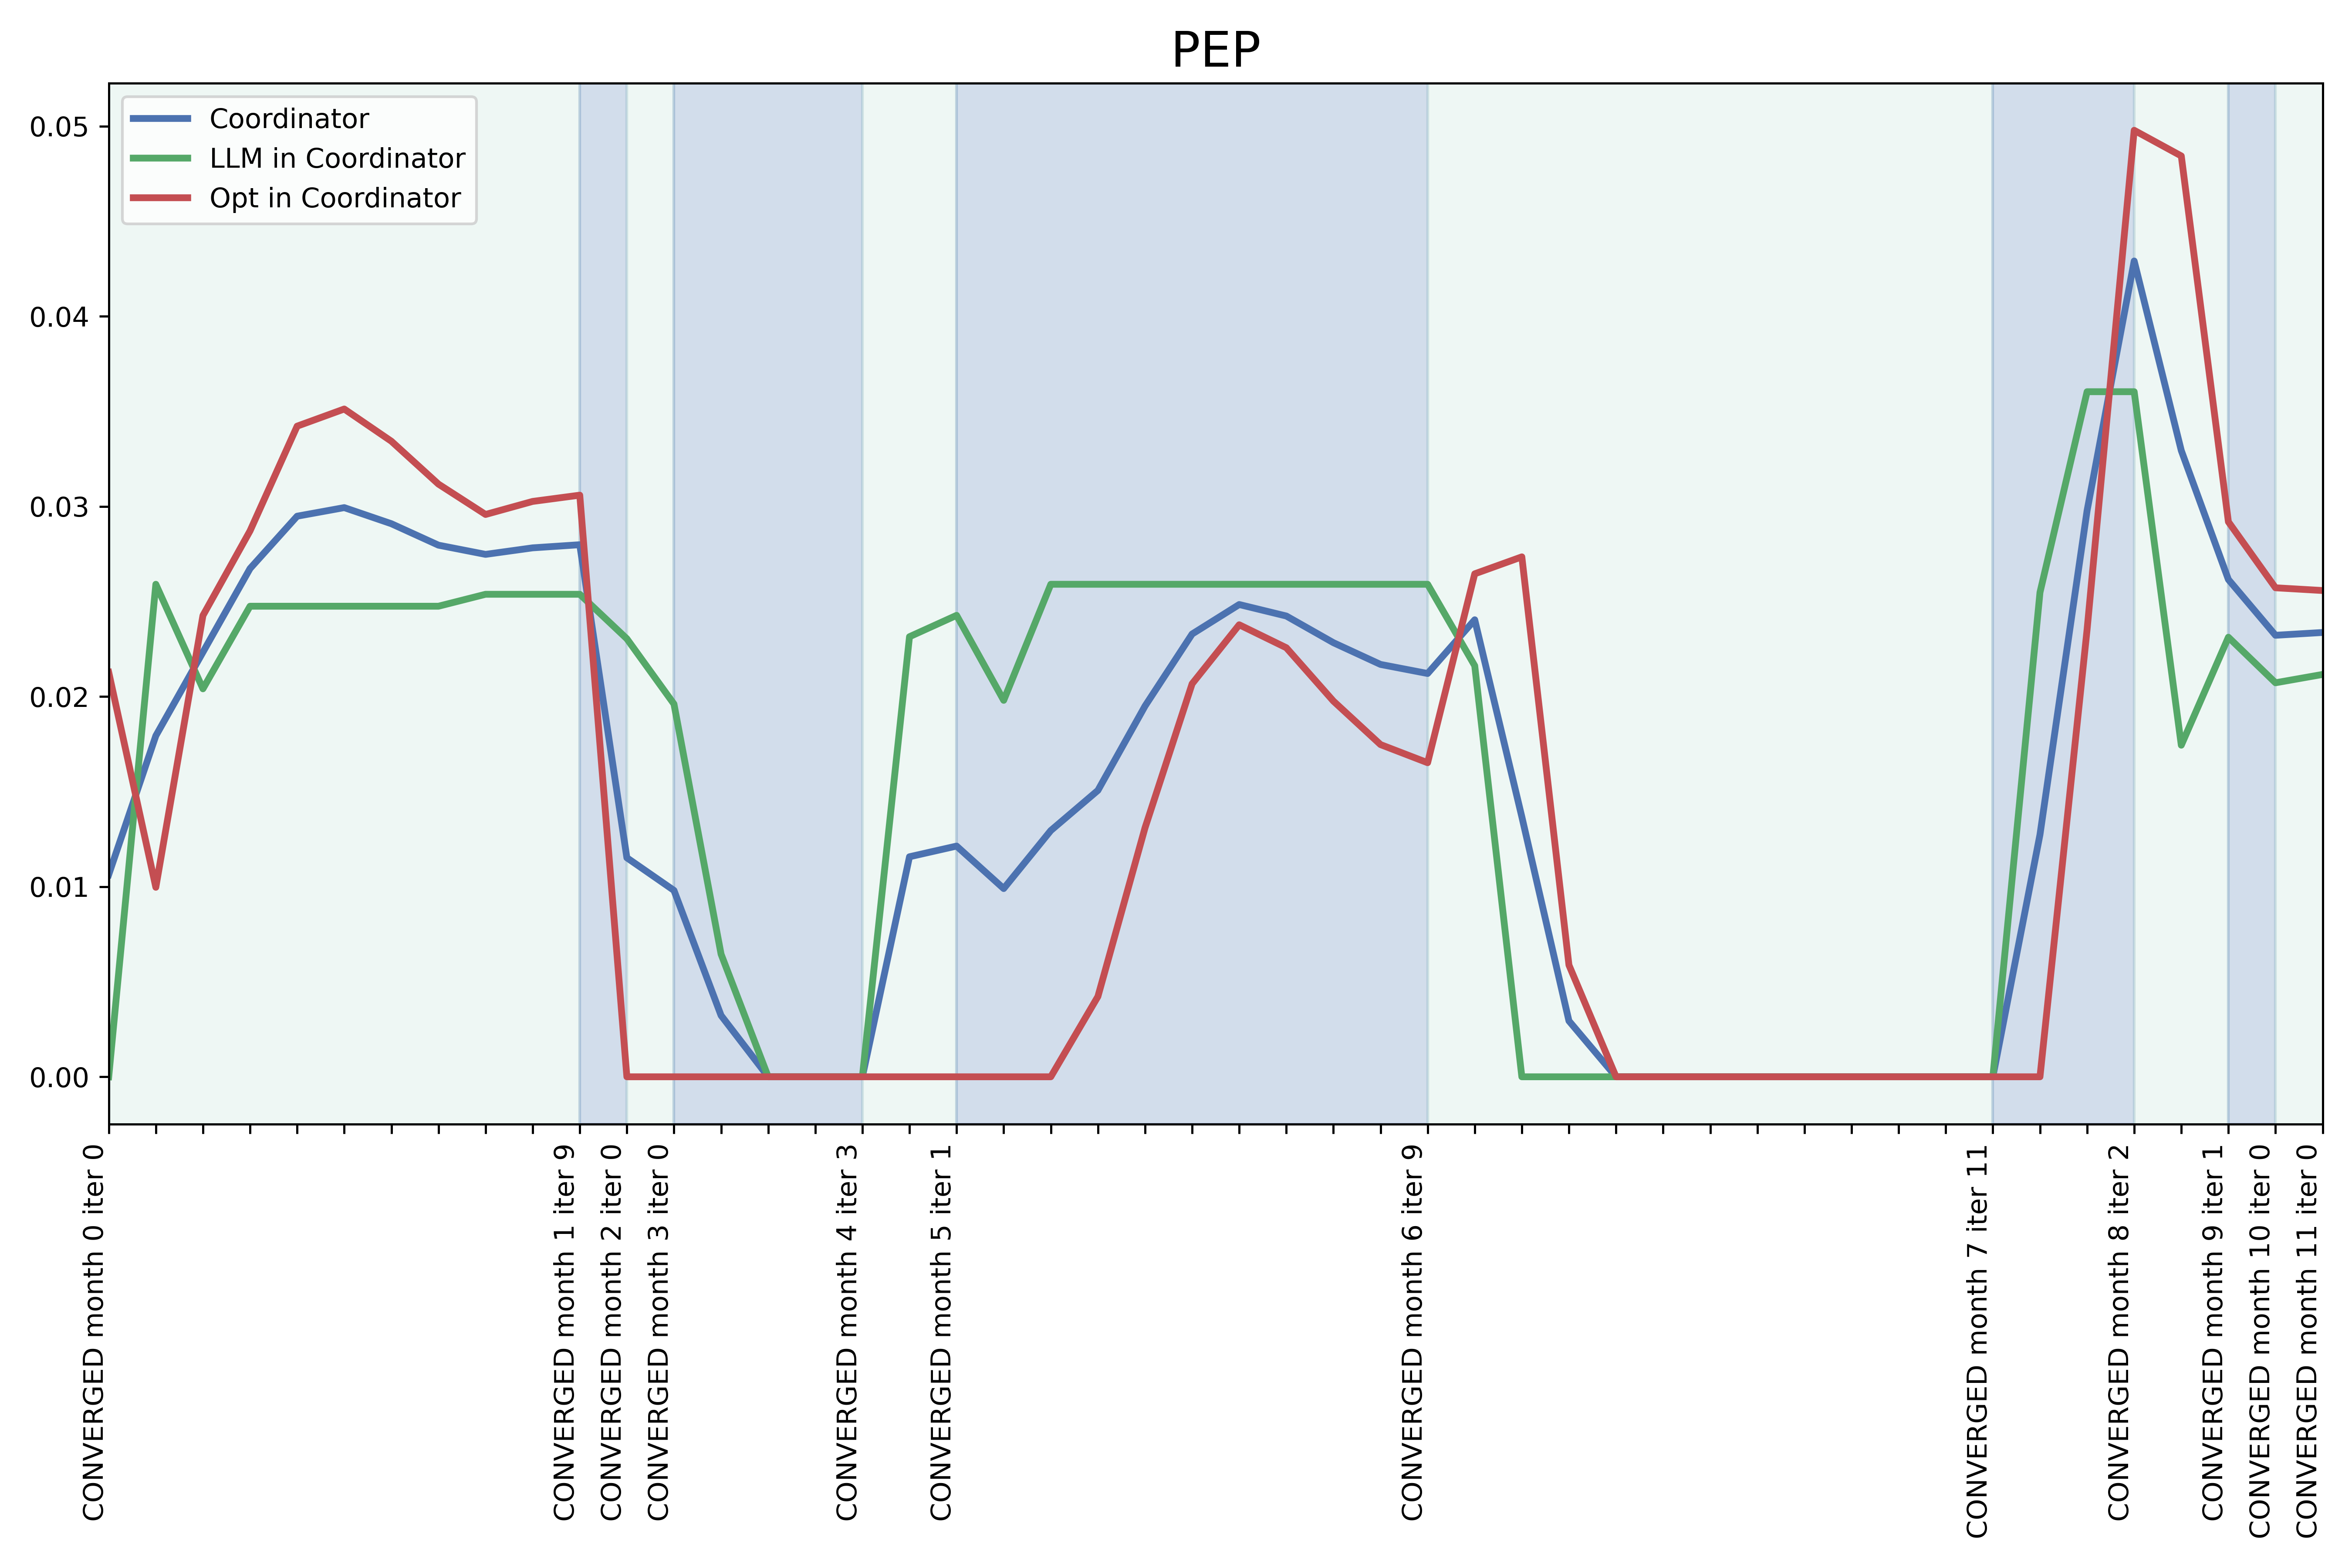 PEP
Coordinator
LLM in Coordinator
Opt in Coordinator
0.05
0.04
0.03
0.02
0.01
0.00
CONVERGED month 0 iter 0
CONVERGED month 1 iter 9
CONVERGED month 2 iter 0
CONVERGED month 3 iter 0
CONVERGED month 4 iter 3
CONVERGED month 5 iter 1
CONVERGED month 6 iter 9
CONVERGED month 7 iter 11
CONVERGED month 8 iter 2
CONVERGED month 9 iter 1
CONVERGED month 10 iter 0
CONVERGED month 11 iter 0